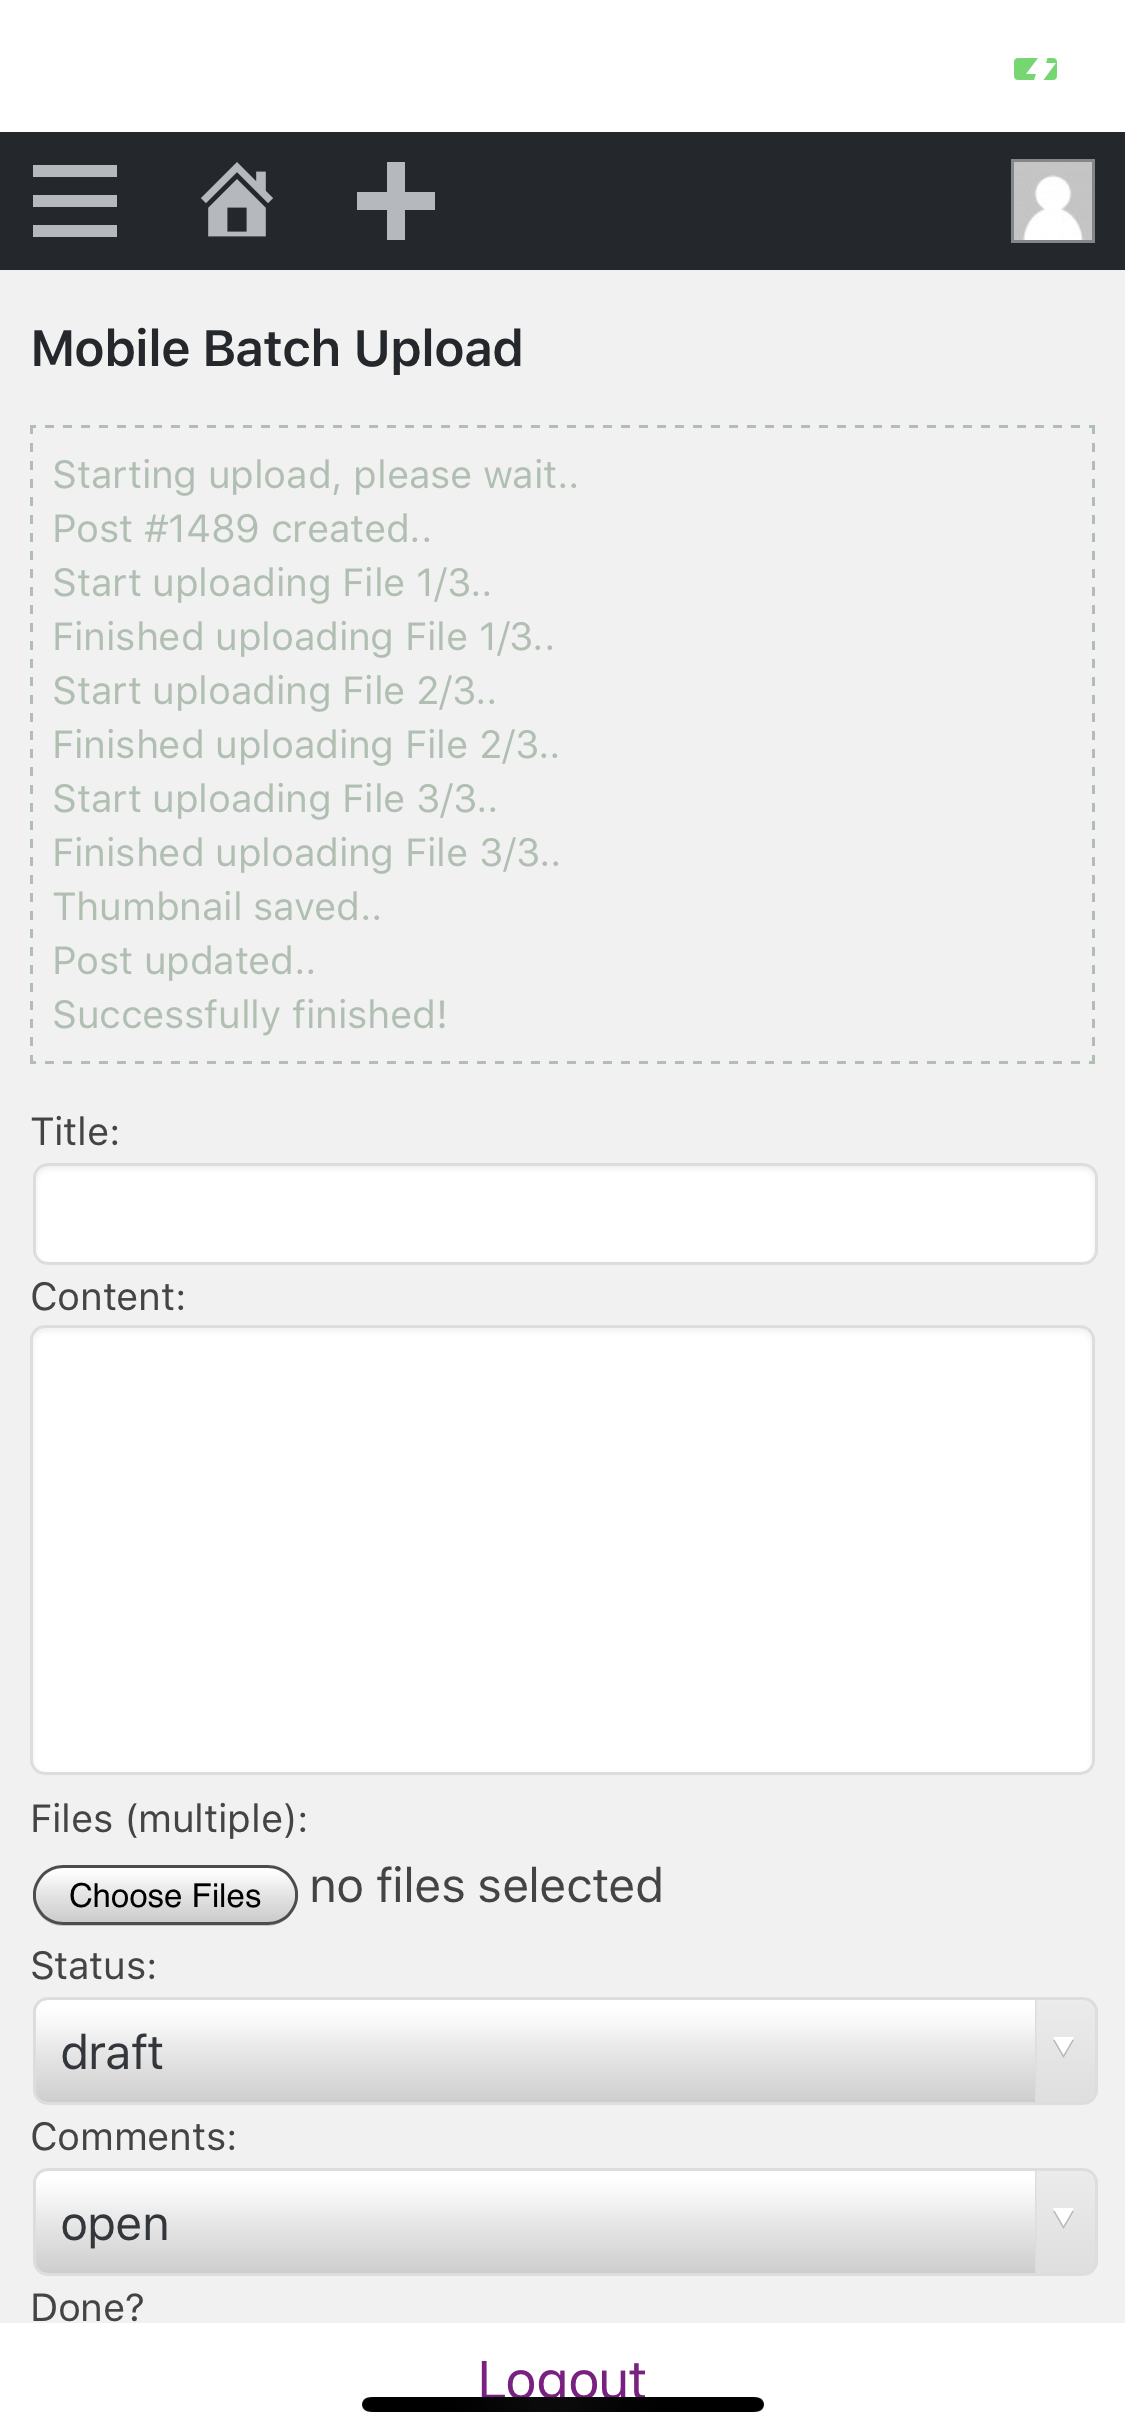 Mobile Batch Upload
Starting upload, please wait..
Post #1489 created..
Start uploading File 1/3..
Finished uploading File 1/3..
Start uploading File 2/3..
Finished uploading File 2/3..
Start uploading File 3/3..
Finished uploading File 3/3..
Thumbnail saved..
Post updated..
Successfully finished!
Title:
Content:
Files (multiple):
Choose Files no files selected
Status:
draft
Comments:
open
Done?
Logout